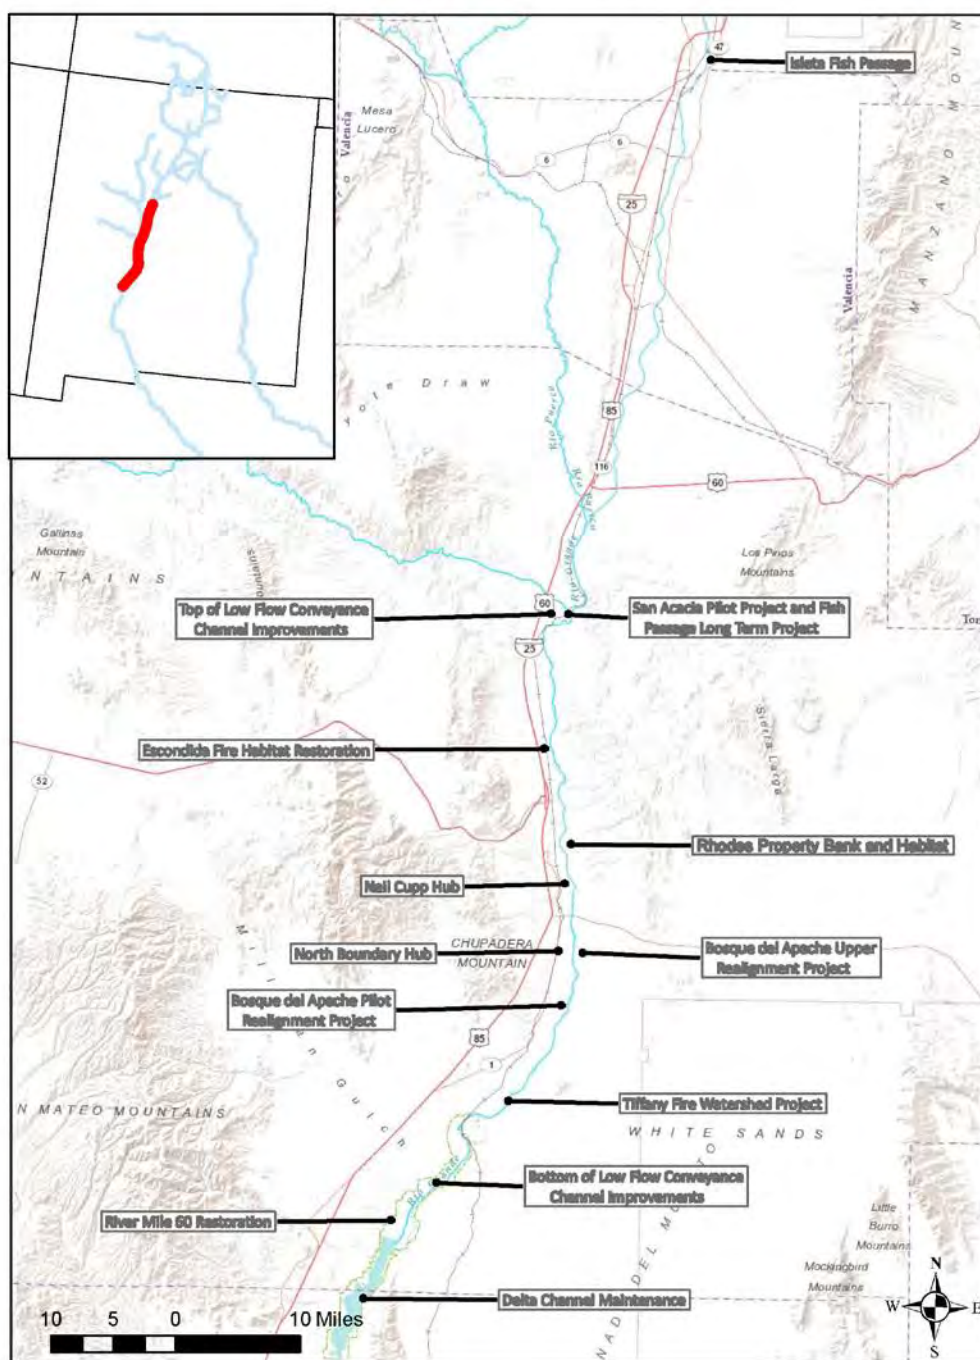 47
Isleta Fish Passage
Mesa
Lucero
Valencia
6
6
25
Valencia
MANZANO MOUN
Draw
85
Rio Puerco
116
60
Rio Grande
Gallinas
Mountain
NTAINS
Los Pinos
Mountains
Top of Low Flow Conveyance
Channel Improvements
60
San Acacia Pilot Project and Fish
Passage Long Term Project
25
Tor
Escondida Fire Habitat Restoration
Sierra Larga
52
Rhodes Property Bank and Habitat
Neil Cupp Hub
North Boundary Hub
CHUPADERA
MOUNTAIN
Bosque del Apache Upper
Realignment Project
Bosque del Apache Pilot
Realignment Project
85
1
Gulch
N MATEO MOUNTAINS
Tiffany Fire Watershed Project
WHITE SANDS
Bottom of Low Flow Conveyance
Channel Improvements
River Mile 60 Restoration
Little
Burro
Mountains
Mockingbird
Mountains
Delta Channel Maintenance
10 5 0 10 Miles
N
W E
S